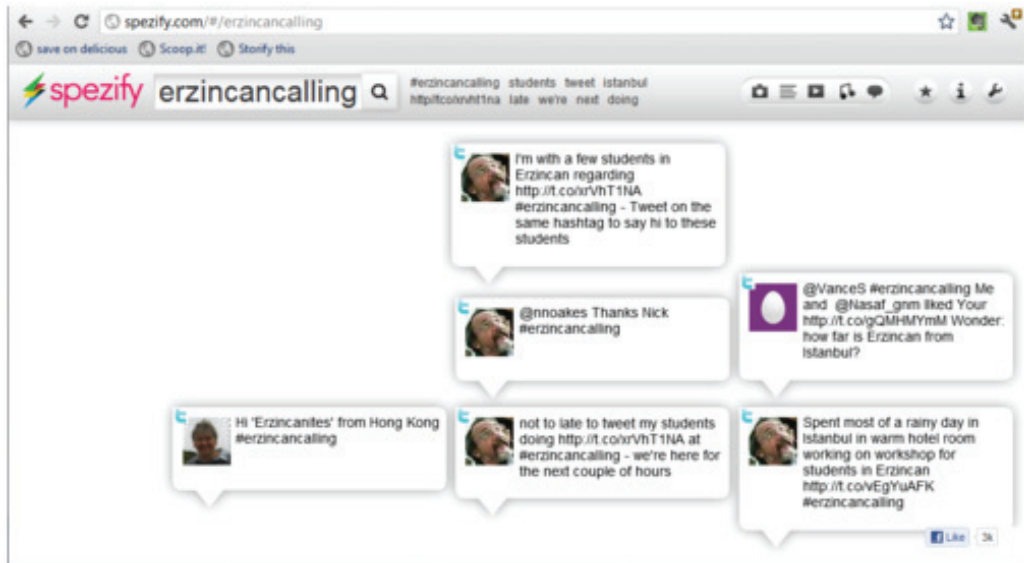 spezify.com/#/erzincancalling
save on delicious Scoop.it! Storify this
spezify erzincancalling
#erzincancalling students tweet istanbul
http//tco/xrvht1na late we're next doing
I'm with a few students in
Erzincan regarding
http://t.co/xrVhT1NA
#erzincancalling - Tweet on the
same hashtag to say hi to these
students
@VanceS #erzincancalling Me
and @Nasaf_gnm liked Your
http://t.co/gQMHMYmM Wonder:
how far is Erzincan from
Istanbul?
@nnoakes Thanks Nick
#erzincancalling
Hi 'Erzincanites' from Hong Kong
#erzincancalling
not to late to tweet my students
doing http://t.co/xrVhT1NA at
#erzincancalling - we're here for
the next couple of hours
Spent most of a rainy day in
Istanbul in warm hotel room
working on workshop for
students in Erzincan
http://t.co/vEgYuAFK
#erzincancalling
Like 3k